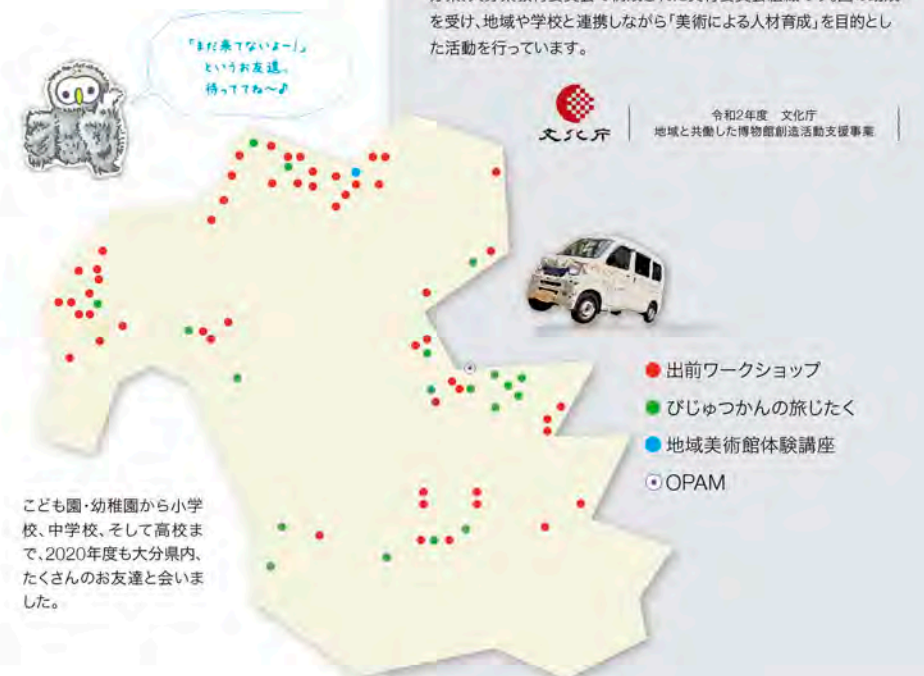 「まだ来てないよー！」
というお友達。
待っててね〜♪
を受け、地域や学校と連携しながら「美術による人材育成」を目的とし
た活動を行っています。
文化庁
令和2年度　文化庁
地域と共働した博物館創造活動支援事業
出前ワークショップ
びじゅつかんの旅じたく
地域美術館体験講座
OPAM
こども園・幼稚園から小学
校、中学校、そして高校ま
で、2020年度も大分県内、
たくさんのお友達と会いま
した。